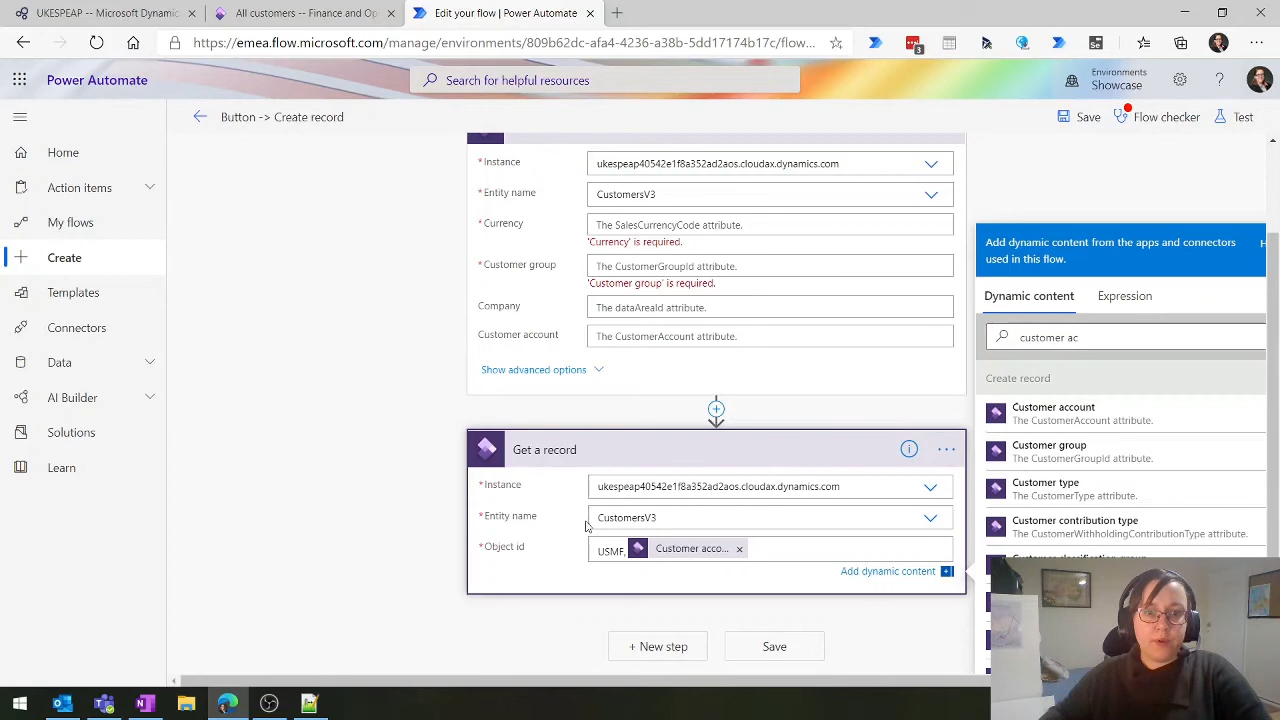 UKESPEAP -- Microsoft Dynamic
All customers -- Finance and Op
Edit your flow | Power Automate
https://emea.flow.microsoft.com/manage/environments/809b62dc-afa4-4236-a38b-5dd17174b17c/flow...
3
Power Automate
Search for helpful resources
Environments
Showcase
Button -> Create record
Save
Flow checker
Test
Home
Action items
My flows
Create
Templates
Connectors
Data
AI Builder
Solutions
Learn
*Instance
ukespeap40542e1f8a352ad2aos.cloudax.dynamics.com
*Entity name
CustomersV3
*Currency
The SalesCurrencyCode attribute.
'Currency' is required.
*Customer group
The CustomerGroupId attribute.
'Customer group' is required.
Company
The dataAreaId attribute.
Customer account
The CustomerAccount attribute.
Show advanced options
Get a record
*Instance
ukespeap40542e1f8a352ad2aos.cloudax.dynamics.com
*Entity name
CustomersV3
*Object id
USMF, Customer acco... ×
Add dynamic content
+ New step
Save
Add dynamic content from the apps and connectors
used in this flow.
Dynamic content
Expression
customer ac
Create record
Customer account
The CustomerAccount attribute.
Customer group
The CustomerGroupId attribute.
Customer type
The CustomerType attribute.
Customer contribution type
The CustomerWithholdingContributionType attribute.